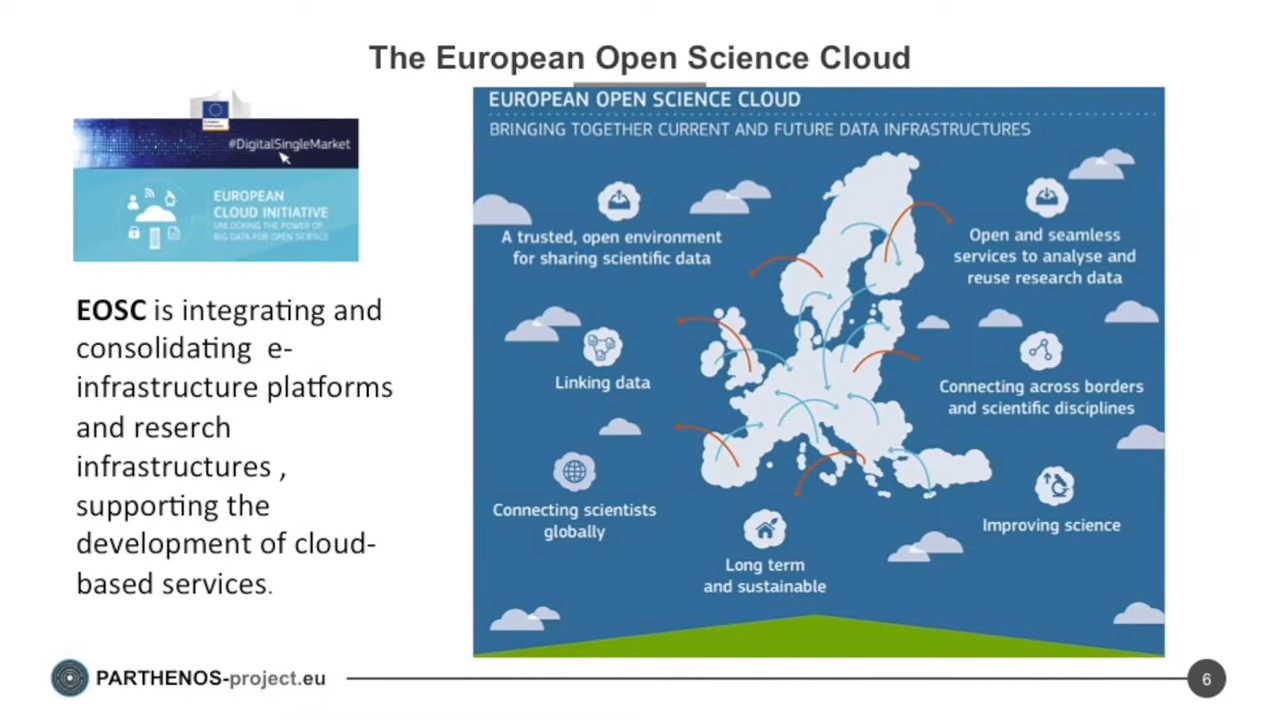 The European Open Science Cloud
#DigitalSingleMarket
EUROPEAN
CLOUD INITIATIVE
UNLOCKING THE POWER OF
BIG DATA FOR OPEN SCIENCE
EOSC is integrating and
consolidating e-
infrastructure platforms
and reserch
infrastructures ,
supporting the
development of cloud-
based services.
EUROPEAN OPEN SCIENCE CLOUD
BRINGING TOGETHER CURRENT AND FUTURE DATA INFRASTRUCTURES
A trusted, open environment
for sharing scientific data
Open and seamless
services to analyse and
reuse research data
Linking data
Connecting across borders
and scientific disciplines
Connecting scientists
globally
Improving science
Long term
and sustainable
PARTHENOS-project.eu
6